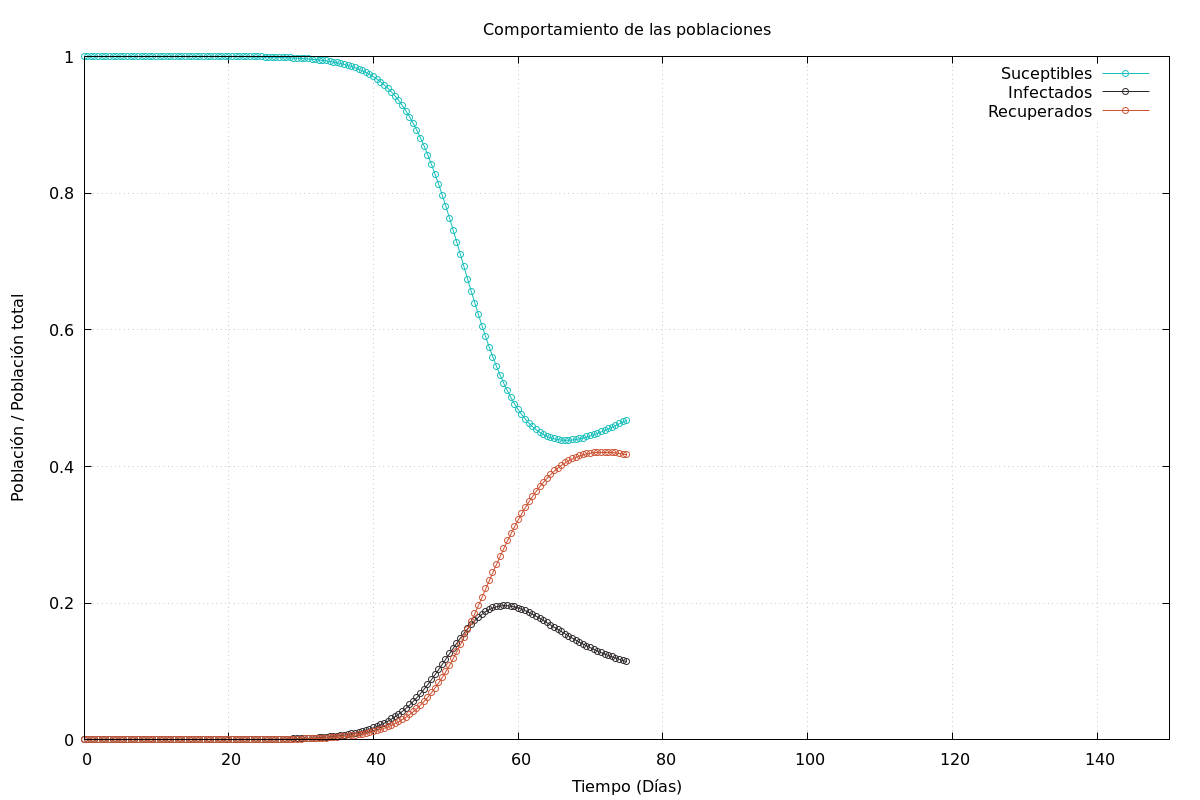 Comportamiento de las poblaciones
Suceptibles
Infectados
Recuperados
Población / Población total
1
0.8
0.6
0.4
0.2
0
0 20 40 60 80 100 120 140
Tiempo (Días)